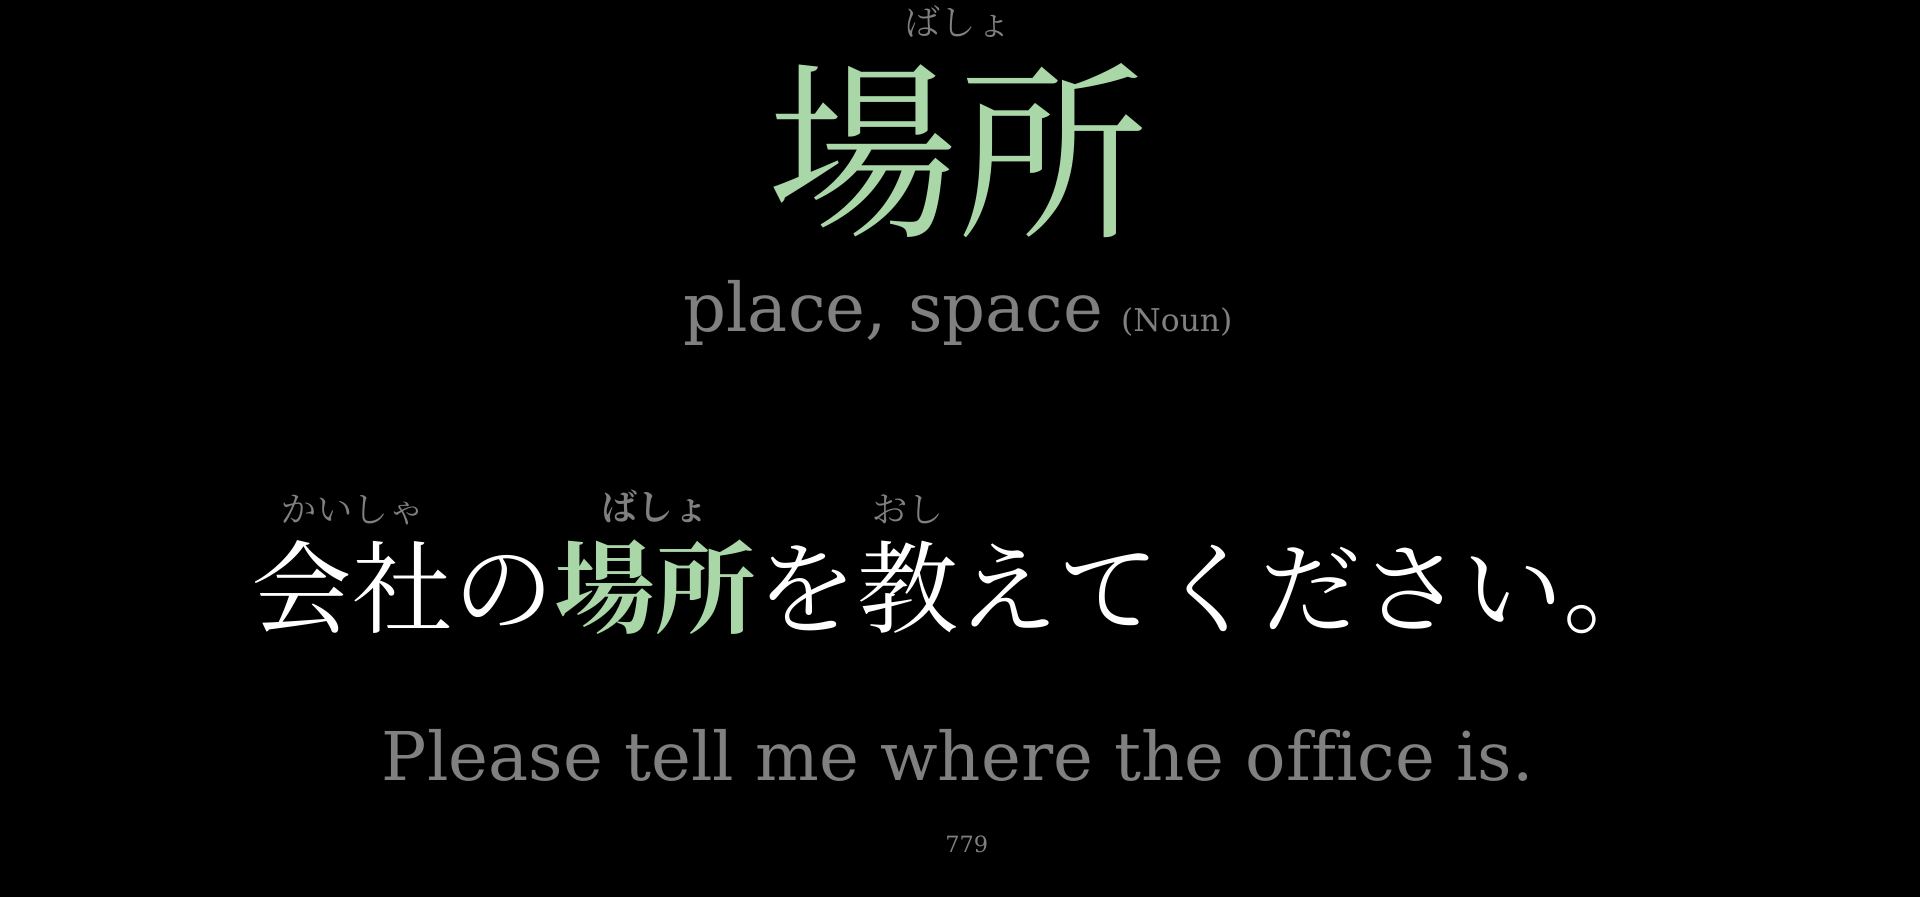 ばしょ
場所
place, space (Noun)
かいしゃ ばしょ おし
会社の場所を教えてください。
Please tell me where the office is.
779